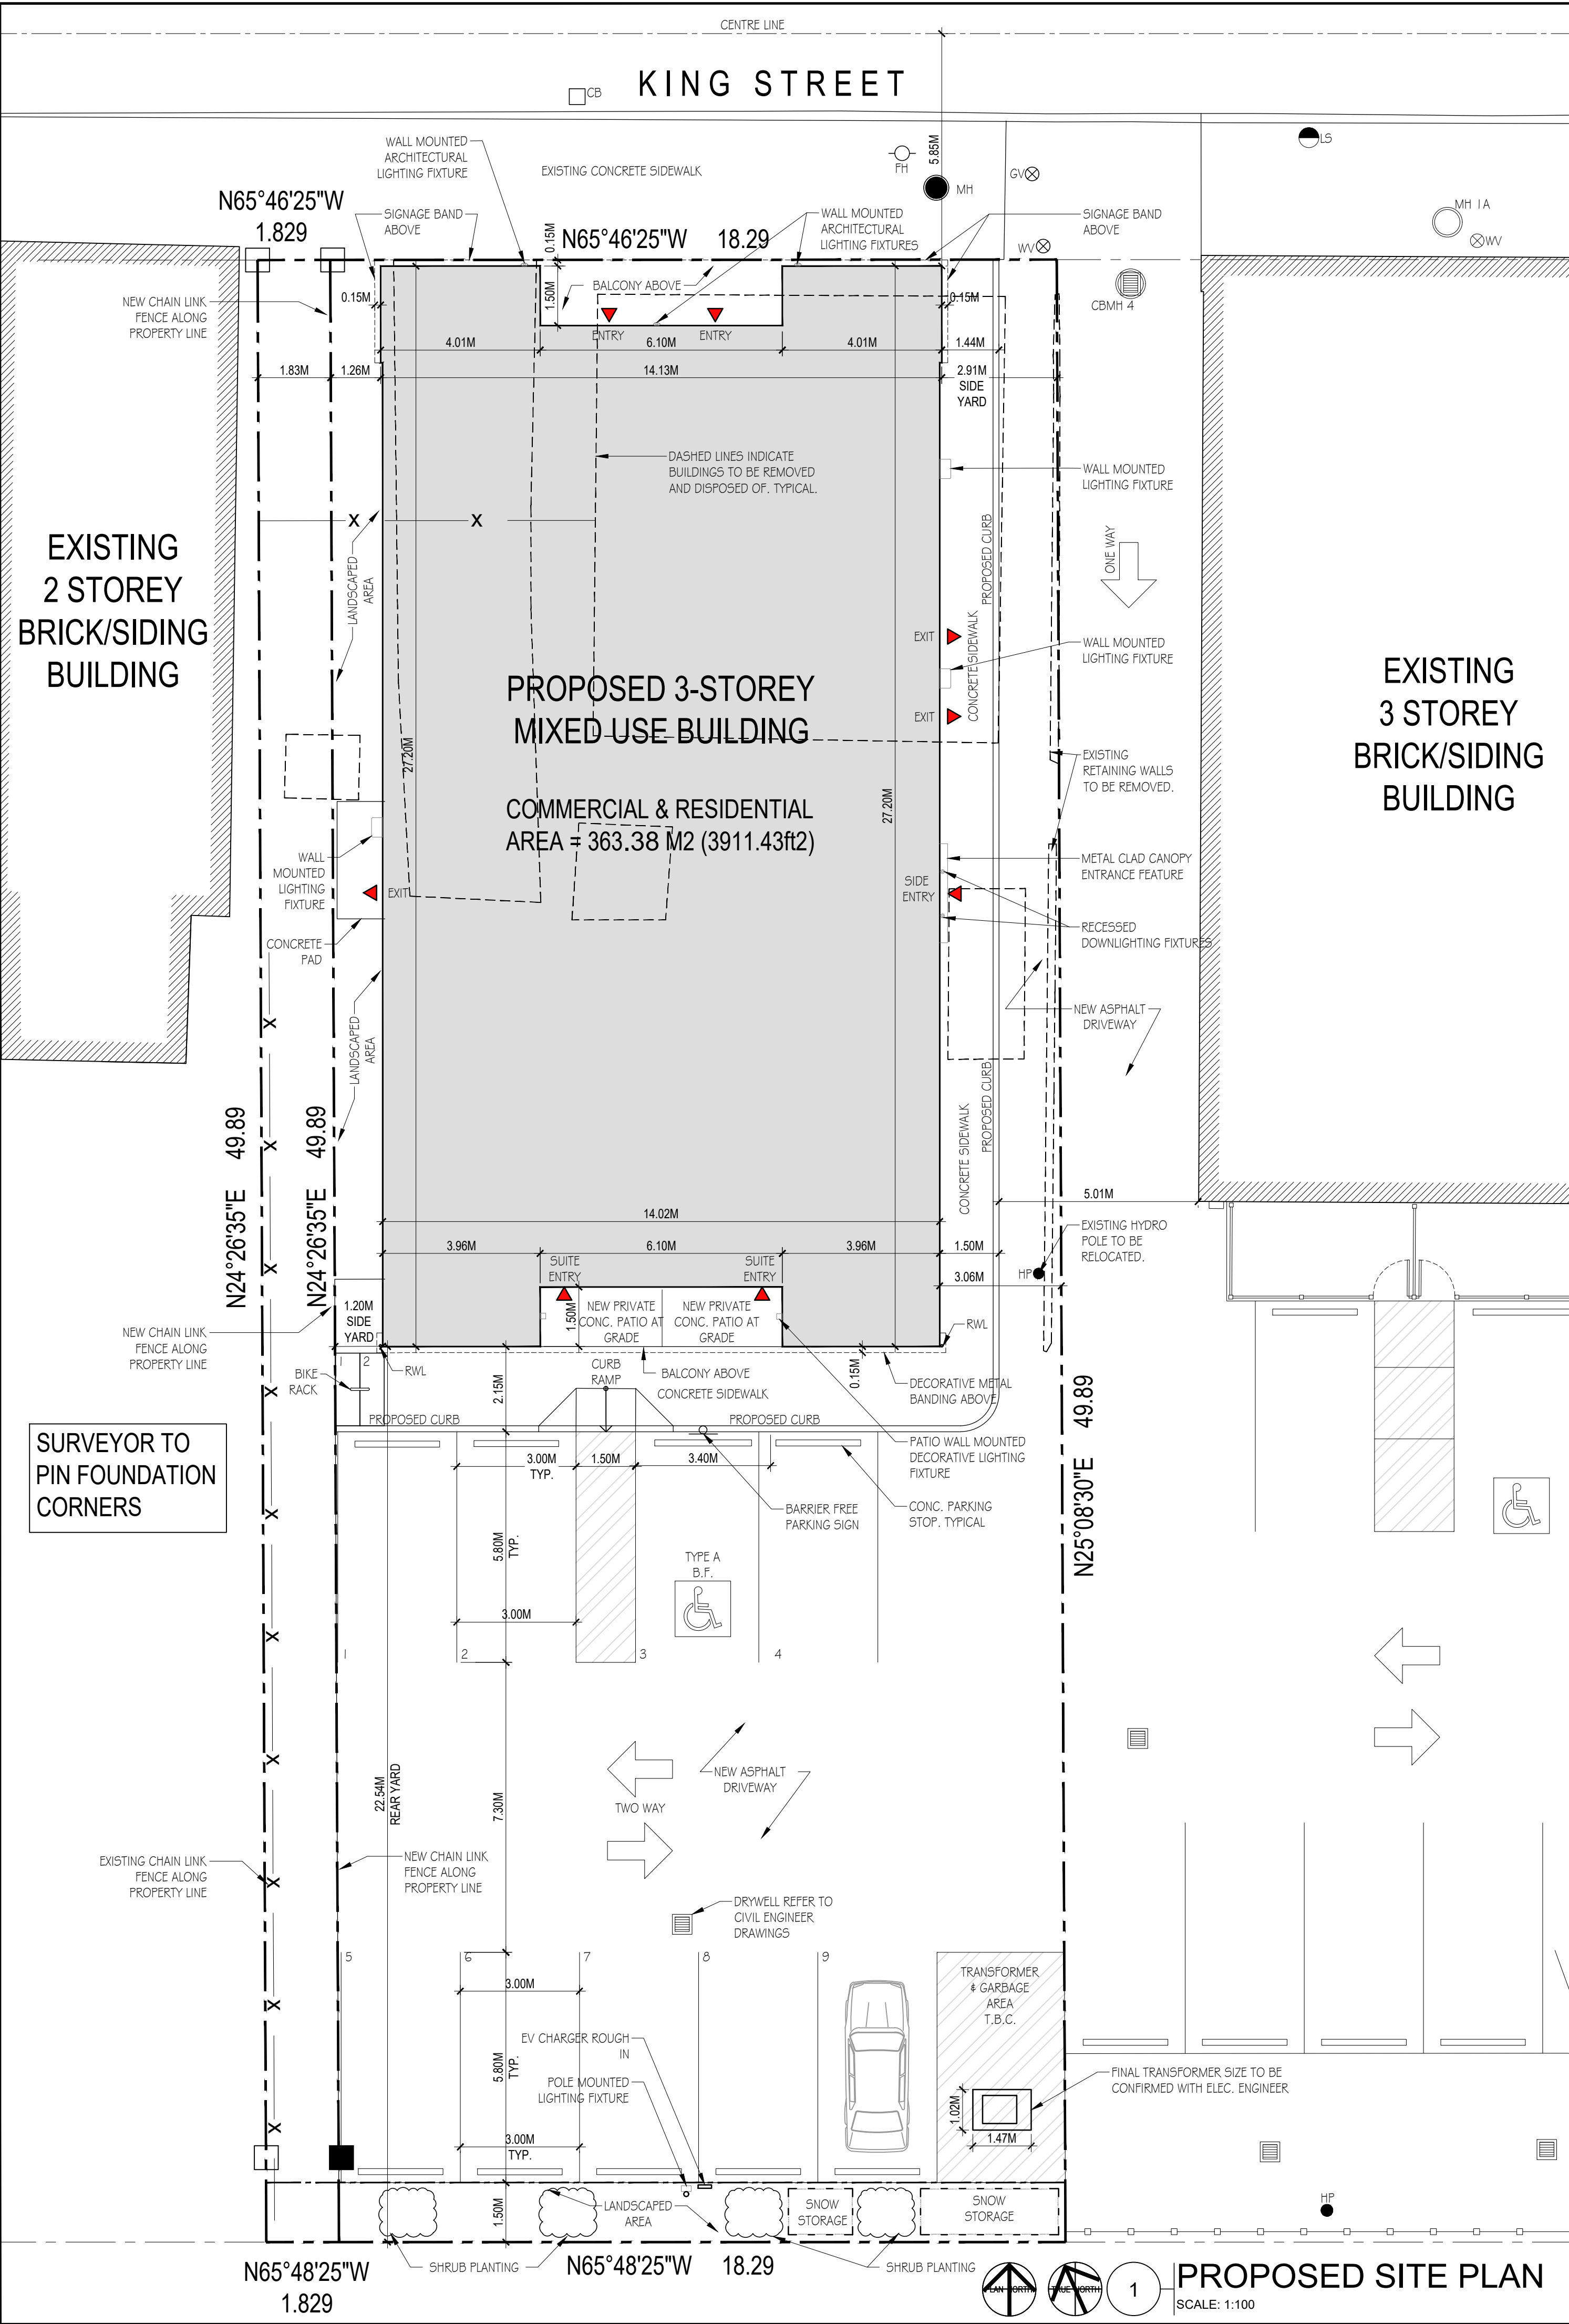 CENTRE LINE
KING STREET
CB
WALL MOUNTED
ARCHITECTURAL
LIGHTING FIXTURE
EXISTING CONCRETE SIDEWALK
FH
5.85M
MH
GV
LS
N65°46'25"W
1.829
SIGNAGE BAND
ABOVE
0.15M
N65°46'25"W 18.29
WALL MOUNTED
ARCHITECTURAL
LIGHTING FIXTURES
SIGNAGE BAND
ABOVE
WV
MH 1A
WV
NEW CHAIN LINK
FENCE ALONG
PROPERTY LINE
0.15M
1.50M
BALCONY ABOVE
ENTRY
ENTRY
0.15M
CBMH 4
4.01M
6.10M
4.01M
1.44M
1.83M
1.26M
14.13M
2.91M
SIDE
YARD
DASHED LINES INDICATE
BUILDINGS TO BE REMOVED
AND DISPOSED OF. TYPICAL.
WALL MOUNTED
LIGHTING FIXTURE
X
X
EXISTING
2 STOREY
BRICK/SIDING
BUILDING
LANDSCAPED
AREA
PROPOSED CURB
ONE WAY
EXIT
CONCRETE SIDEWALK
WALL MOUNTED
LIGHTING FIXTURE
EXIT
PROPOSED 3-STOREY
MIXED USE BUILDING
EXISTING
3 STOREY
BRICK/SIDING
BUILDING
27.20M
EXISTING
RETAINING WALLS
TO BE REMOVED.
COMMERCIAL & RESIDENTIAL
AREA = 363.38 M2 (3911.43ft2)
27.20M
WALL
MOUNTED
LIGHTING
FIXTURE
EXIT
METAL CLAD CANOPY
ENTRANCE FEATURE
SIDE
ENTRY
CONCRETE
PAD
RECESSED
DOWNLIGHTING FIXTURES
X
LANDSCAPED
AREA
NEW ASPHALT
DRIVEWAY
N24°26'35"E 49.89
N24°26'35"E 49.89
X
CONCRETE SIDEWALK
PROPOSED CURB
5.01M
14.02M
3.96M
6.10M
3.96M
1.50M
EXISTING HYDRO
POLE TO BE
RELOCATED.
X
SUITE
ENTRY
SUITE
ENTRY
3.06M
HP
1.20M
SIDE
YARD
1.50M
NEW PRIVATE
CONC. PATIO AT
GRADE
NEW PRIVATE
CONC. PATIO AT
GRADE
RWL
NEW CHAIN LINK
FENCE ALONG
PROPERTY LINE
1
2
RWL
BIKE
RACK
X
2.15M
CURB
RAMP
BALCONY ABOVE
CONCRETE SIDEWALK
0.15M
DECORATIVE METAL
BANDING ABOVE
PROPOSED CURB
PROPOSED CURB
SURVEYOR TO
PIN FOUNDATION
CORNERS
X
X
3.00M
TYP.
1.50M
3.40M
PATIO WALL MOUNTED
DECORATIVE LIGHTING
FIXTURE
BARRIER FREE
PARKING SIGN
CONC. PARKING
STOP. TYPICAL
N25°08'30"E 49.89
5.80M
TYP.
TYPE A
B.F.
3.00M
X
1
2
3
4
X
22.54M
REAR YARD
7.30M
TWO WAY
NEW ASPHALT
DRIVEWAY
EXISTING CHAIN LINK
FENCE ALONG
PROPERTY LINE
X
NEW CHAIN LINK
FENCE ALONG
PROPERTY LINE
DRYWELL REFER TO
CIVIL ENGINEER
DRAWINGS
5
6
7
8
9
X
3.00M
TRANSFORMER
& GARBAGE
AREA
T.B.C.
EV CHARGER ROUGH
IN
5.80M
TYP.
POLE MOUNTED
LIGHTING FIXTURE
FINAL TRANSFORMER SIZE TO BE
CONFIRMED WITH ELEC. ENGINEER
1.02M
1.47M
X
3.00M
TYP.
1.50M
LANDSCAPED
AREA
SNOW
STORAGE
SNOW
STORAGE
HP
N65°48'25"W
1.829
SHRUB PLANTING
N65°48'25"W 18.29
SHRUB PLANTING
PLAN NORTH
TRUE NORTH
1
PROPOSED SITE PLAN
SCALE: 1:100